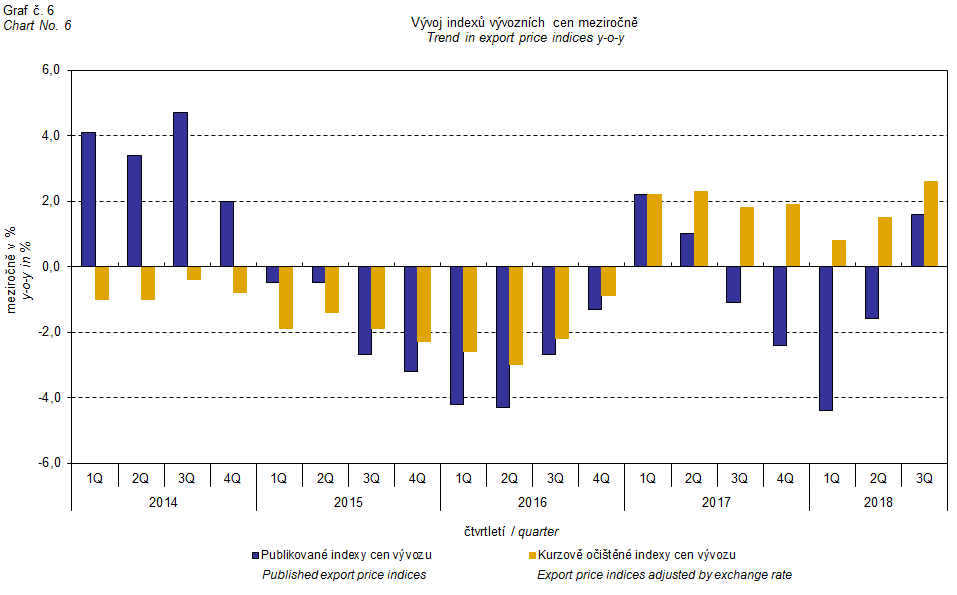 Graf č. 6
Chart No. 6
Vývoj indexů vývozních cen meziročně
Trend in export price indices y-o-y
meziročně v %
y-o-y in %
6,0
4,0
2,0
0,0
-2,0
-4,0
-6,0
1Q 2Q 3Q 4Q 1Q 2Q 3Q 4Q 1Q 2Q 3Q 4Q 1Q 2Q 3Q 4Q 1Q 2Q 3Q
2014 2015 2016 2017 2018
čtvrtletí / quarter
Publikované indexy cen vývozu Kurzově očištěné indexy cen vývozu
Published export price indices Export price indices adjusted by exchange rate